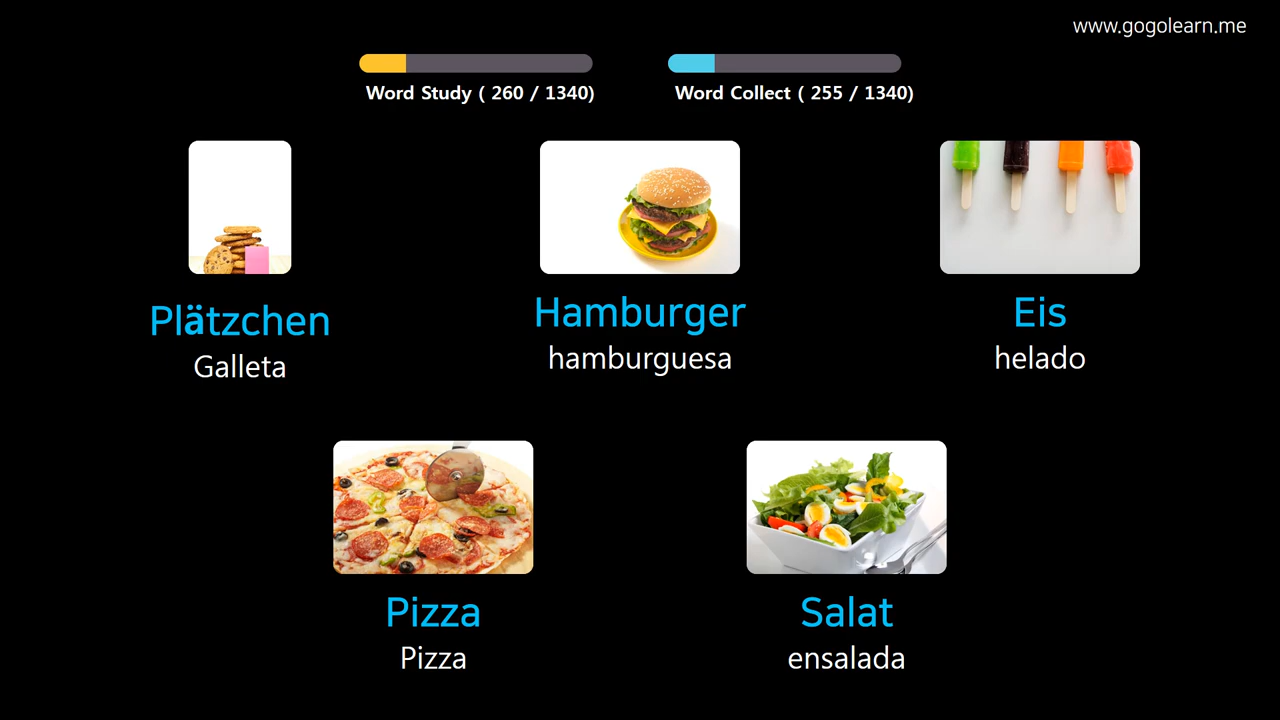 www.gogolearn.me
Word Study ( 260 / 1340)
Word Collect ( 255 / 1340)
Plätzchen
Galleta
Hamburger
hamburguesa
Eis
helado
Pizza
Pizza
Salat
ensalada